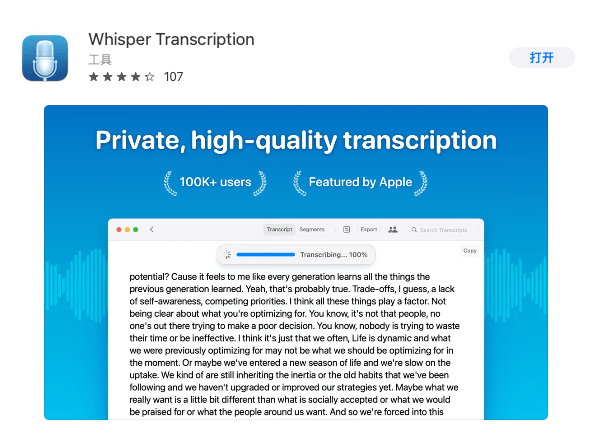 Whisper Transcription
工具
107
打开
Private, high-quality transcription
100K+ users
Featured by Apple
Transcript Segments Export Search Transcripts
Transcribing... 100%
Copy
potential? Cause it feels to me like every generation learns all the things the
previous generation learned. Yeah, that's probably true. Trade-offs, I guess, a lack
of self-awareness, competing priorities. I think all these things play a factor. Not
being clear about what you're optimizing for. You know, it's not that people, no
one's out there trying to make a poor decision. You know, nobody is trying to waste
their time or be ineffective. I think it's just that we often, Life is dynamic and what
we were previously optimizing for may not be what we should be optimizing for in
the moment. Or maybe we've entered a new season of life and we're slow on the
uptake. We kind of are still inheriting the inertia or the old habits that we've been
following and we haven't upgraded or improved our strategies yet. Maybe what we
really want is a little bit different than what is socially accepted or what we would
be praised for or what the people around us want. And so we're forced into this